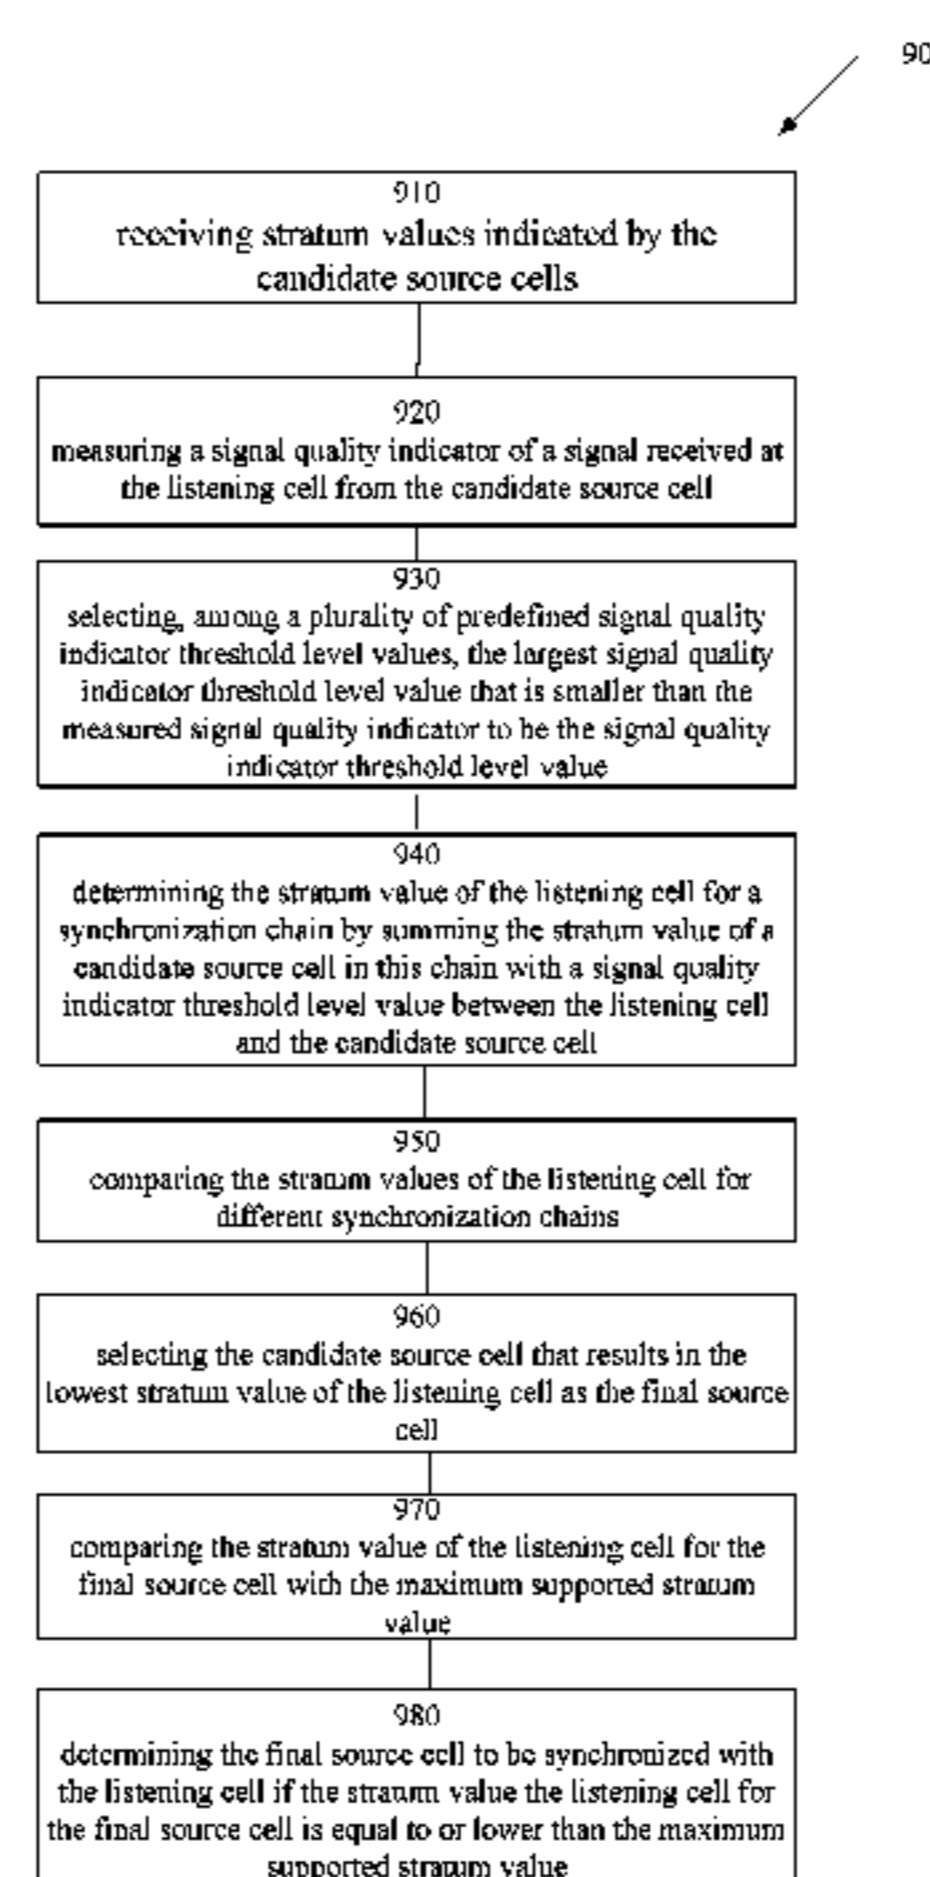 90
910
receiving stratum values indicated by the
candidate source cells
920
measuring a signal quality indicator of a signal received at
the listening cell from the candidate source cell
930
selecting, among a plurality of predefined signal quality
indicator threshold level values, the largest signal quality
indicator threshold level value that is smaller than the
measured signal quality indicator to be the signal quality
indicator threshold level value
940
determining the stratum value of the listening cell for a
synchronization chain by summing the stratum value of a
candidate source cell in this chain with a signal quality
indicator threshold level value between the listening cell
and the candidate source cell
950
comparing the stratum values of the listening cell for
different synchronization chains
960
selecting the candidate source cell that results in the
lowest stratum value of the listening cell as the final source
cell
970
comparing the stratum value of the listening cell for the
final source cell with the maximum supported stratum
value
980
determining the final source cell to be synchronized with
the listening cell if the stratum value the listening cell for
the final source cell is equal to or lower than the maximum
supported stratum value